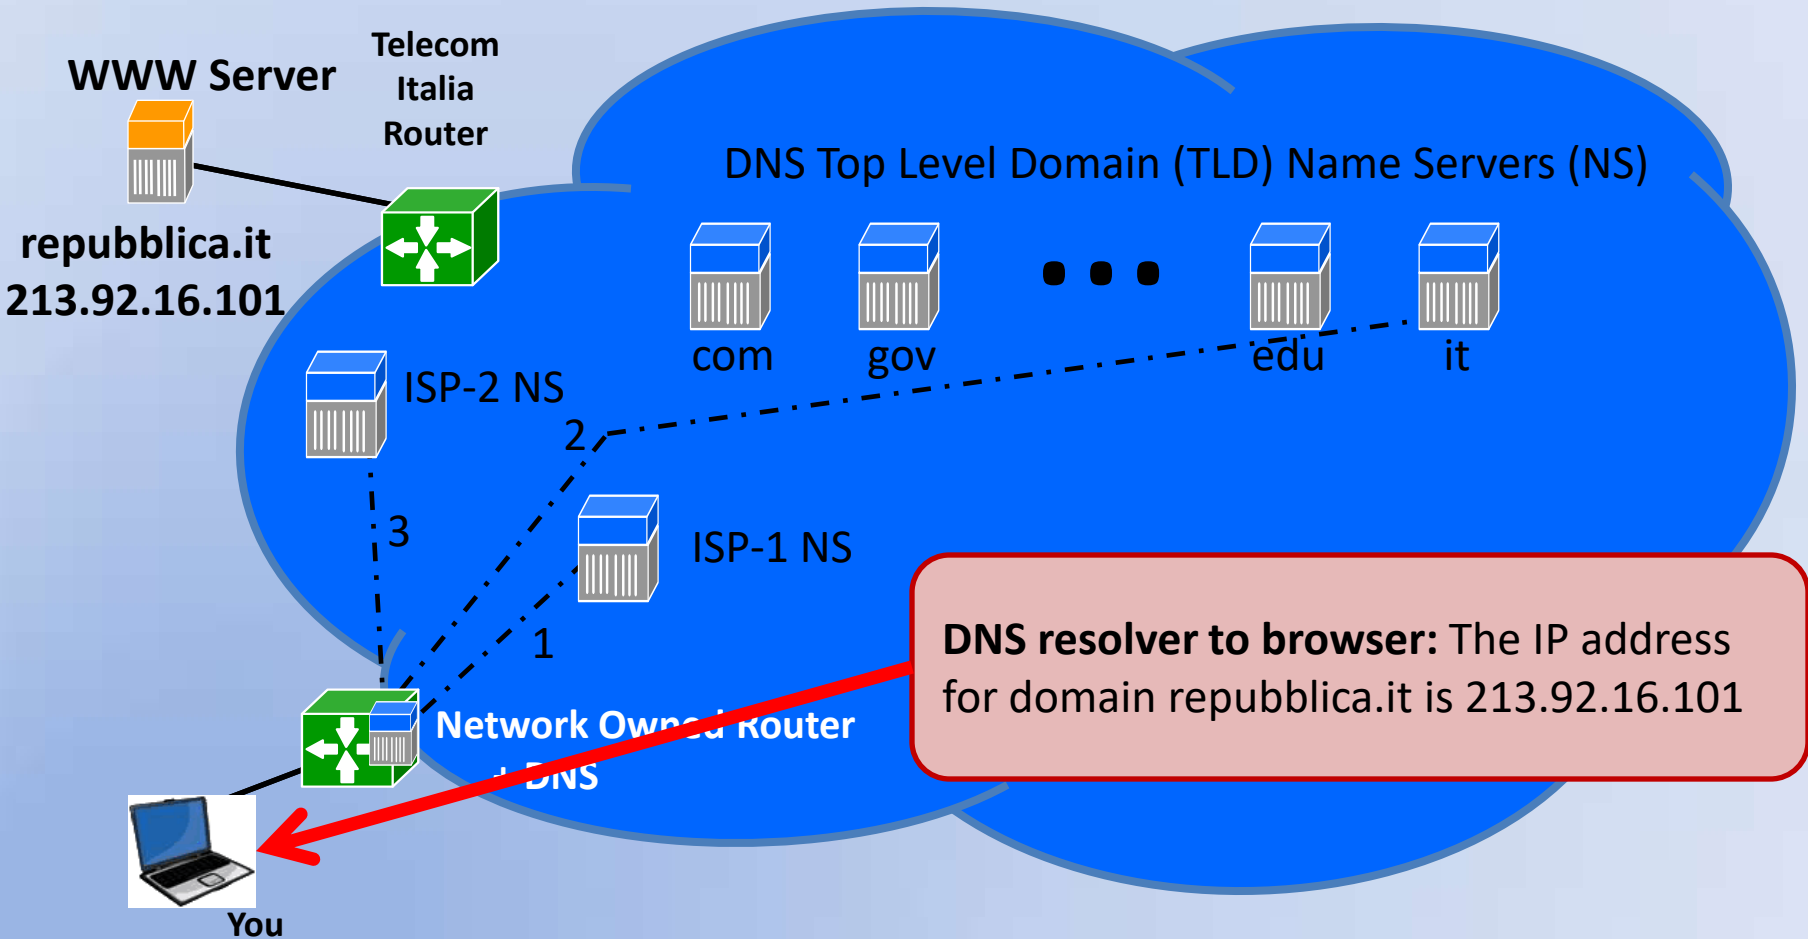 WWW Server
Telecom
Italia
Router
repubblica.it
213.92.16.101
DNS Top Level Domain (TLD) Name Servers (NS)
com
gov
edu
it
ISP-2 NS
2
3
ISP-1 NS
1
Network Owned Router
+ DNS
DNS resolver to browser: The IP address
for domain repubblica.it is 213.92.16.101
You